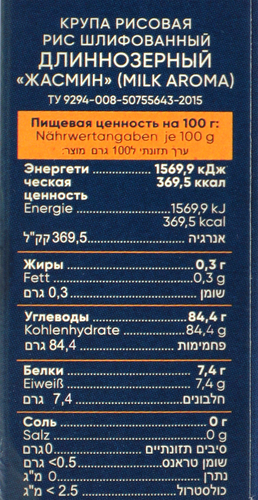 КРУПА РИСОВАЯ
РИС ШЛИФОВАННЫЙ
ДЛИННОЗЕРНЫЙ
«ЖАСМИН» (MILK AROMA)
ТУ 9294-008-50755643-2015
Пищевая ценность на 100 г:
Nährwertangaben je 100 g
ערך תזונתי ל100 גרם מוצר:
Энергети 1569,9 кДж
ческая 369,5 ккал
ценность
Energie 1569,9 kJ
369,5 kcal
אנרגיה 369,5 קק"ל
Жиры 0,3 г
Fett 0,3 g
שומן 0,3 גרם
Углеводы 84,4 г
Kohlenhydrate 84,4 g
פחמימות 84,4 גרם
Белки 7,4 г
Eiweiß 7,4 g
חלבונים 7,4 גרם
Соль 0 г
Salz 0 g
סיבים תזונתיים 0 גרם
שומן טראנס <0.5 גרם
נתרן 0 מ"ג
כולסטרול < 2.5 מ"ג